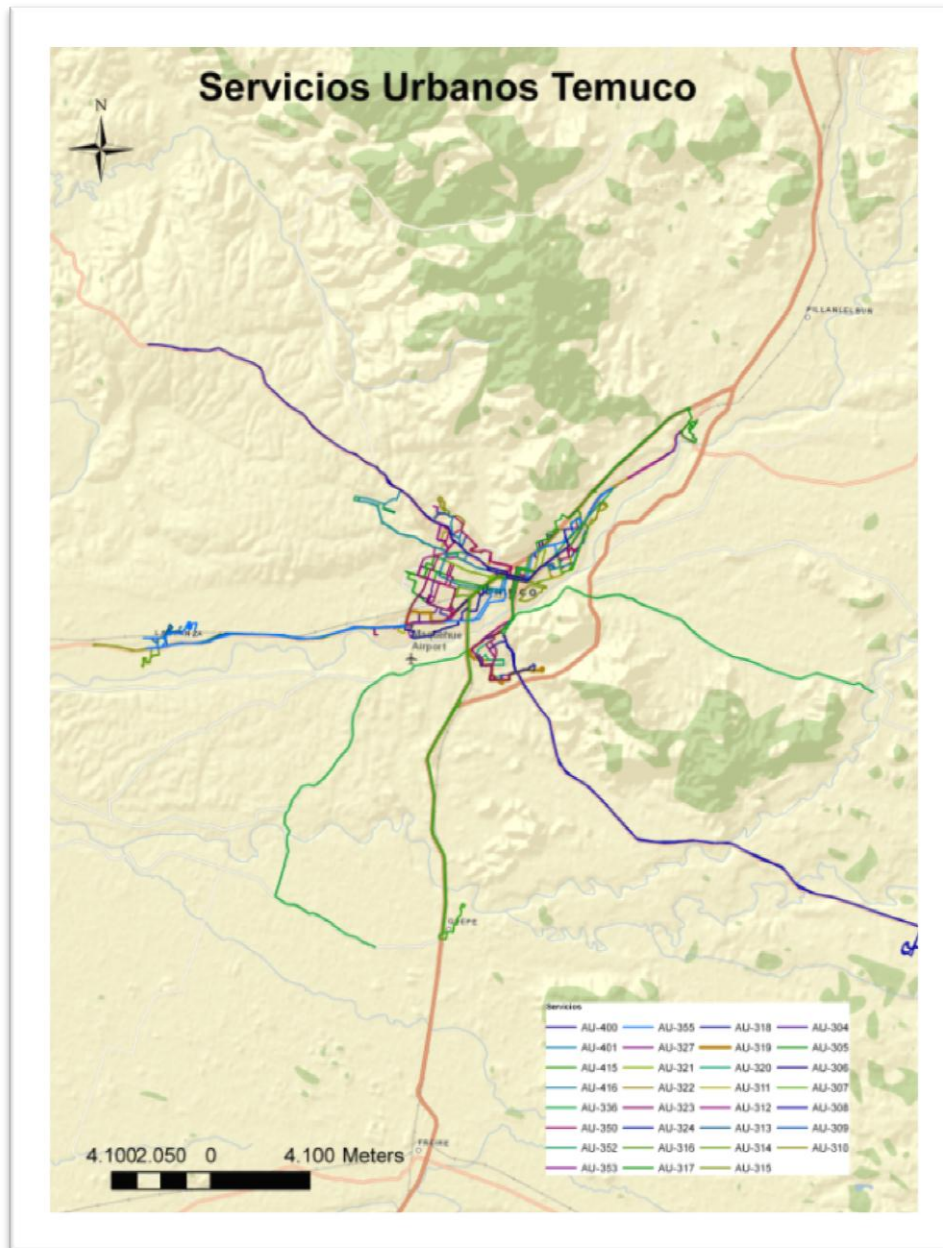 Servicios Urbanos Temuco
N
PILLANLELBUN
Maquehue
Airport
QUEPE
FREIRE
Servicios
AU-400 AU-355 AU-318 AU-304
AU-401 AU-327 AU-319 AU-305
AU-415 AU-321 AU-320 AU-306
AU-416 AU-322 AU-311 AU-307
AU-336 AU-323 AU-312 AU-308
AU-350 AU-324 AU-313 AU-309
AU-352 AU-316 AU-314 AU-310
AU-353 AU-317 AU-315
4.1002.050 0 4.100 Meters